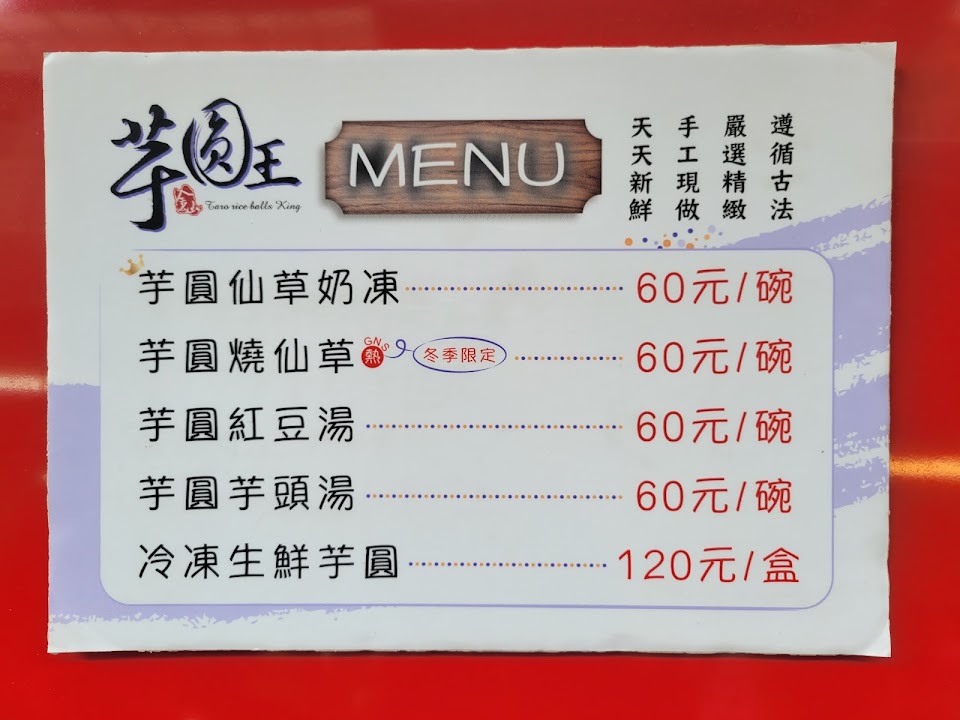 芋圓王
Taro rice balls King
MENU
遵循古法
嚴選精緻
手工現做
天天新鮮
芋圓仙草奶凍 60元/碗
芋圓燒仙草 GNS 熱 冬季限定 60元/碗
芋圓紅豆湯 60元/碗
芋圓芋頭湯 60元/碗
冷凍生鮮芋圓 120元/盒